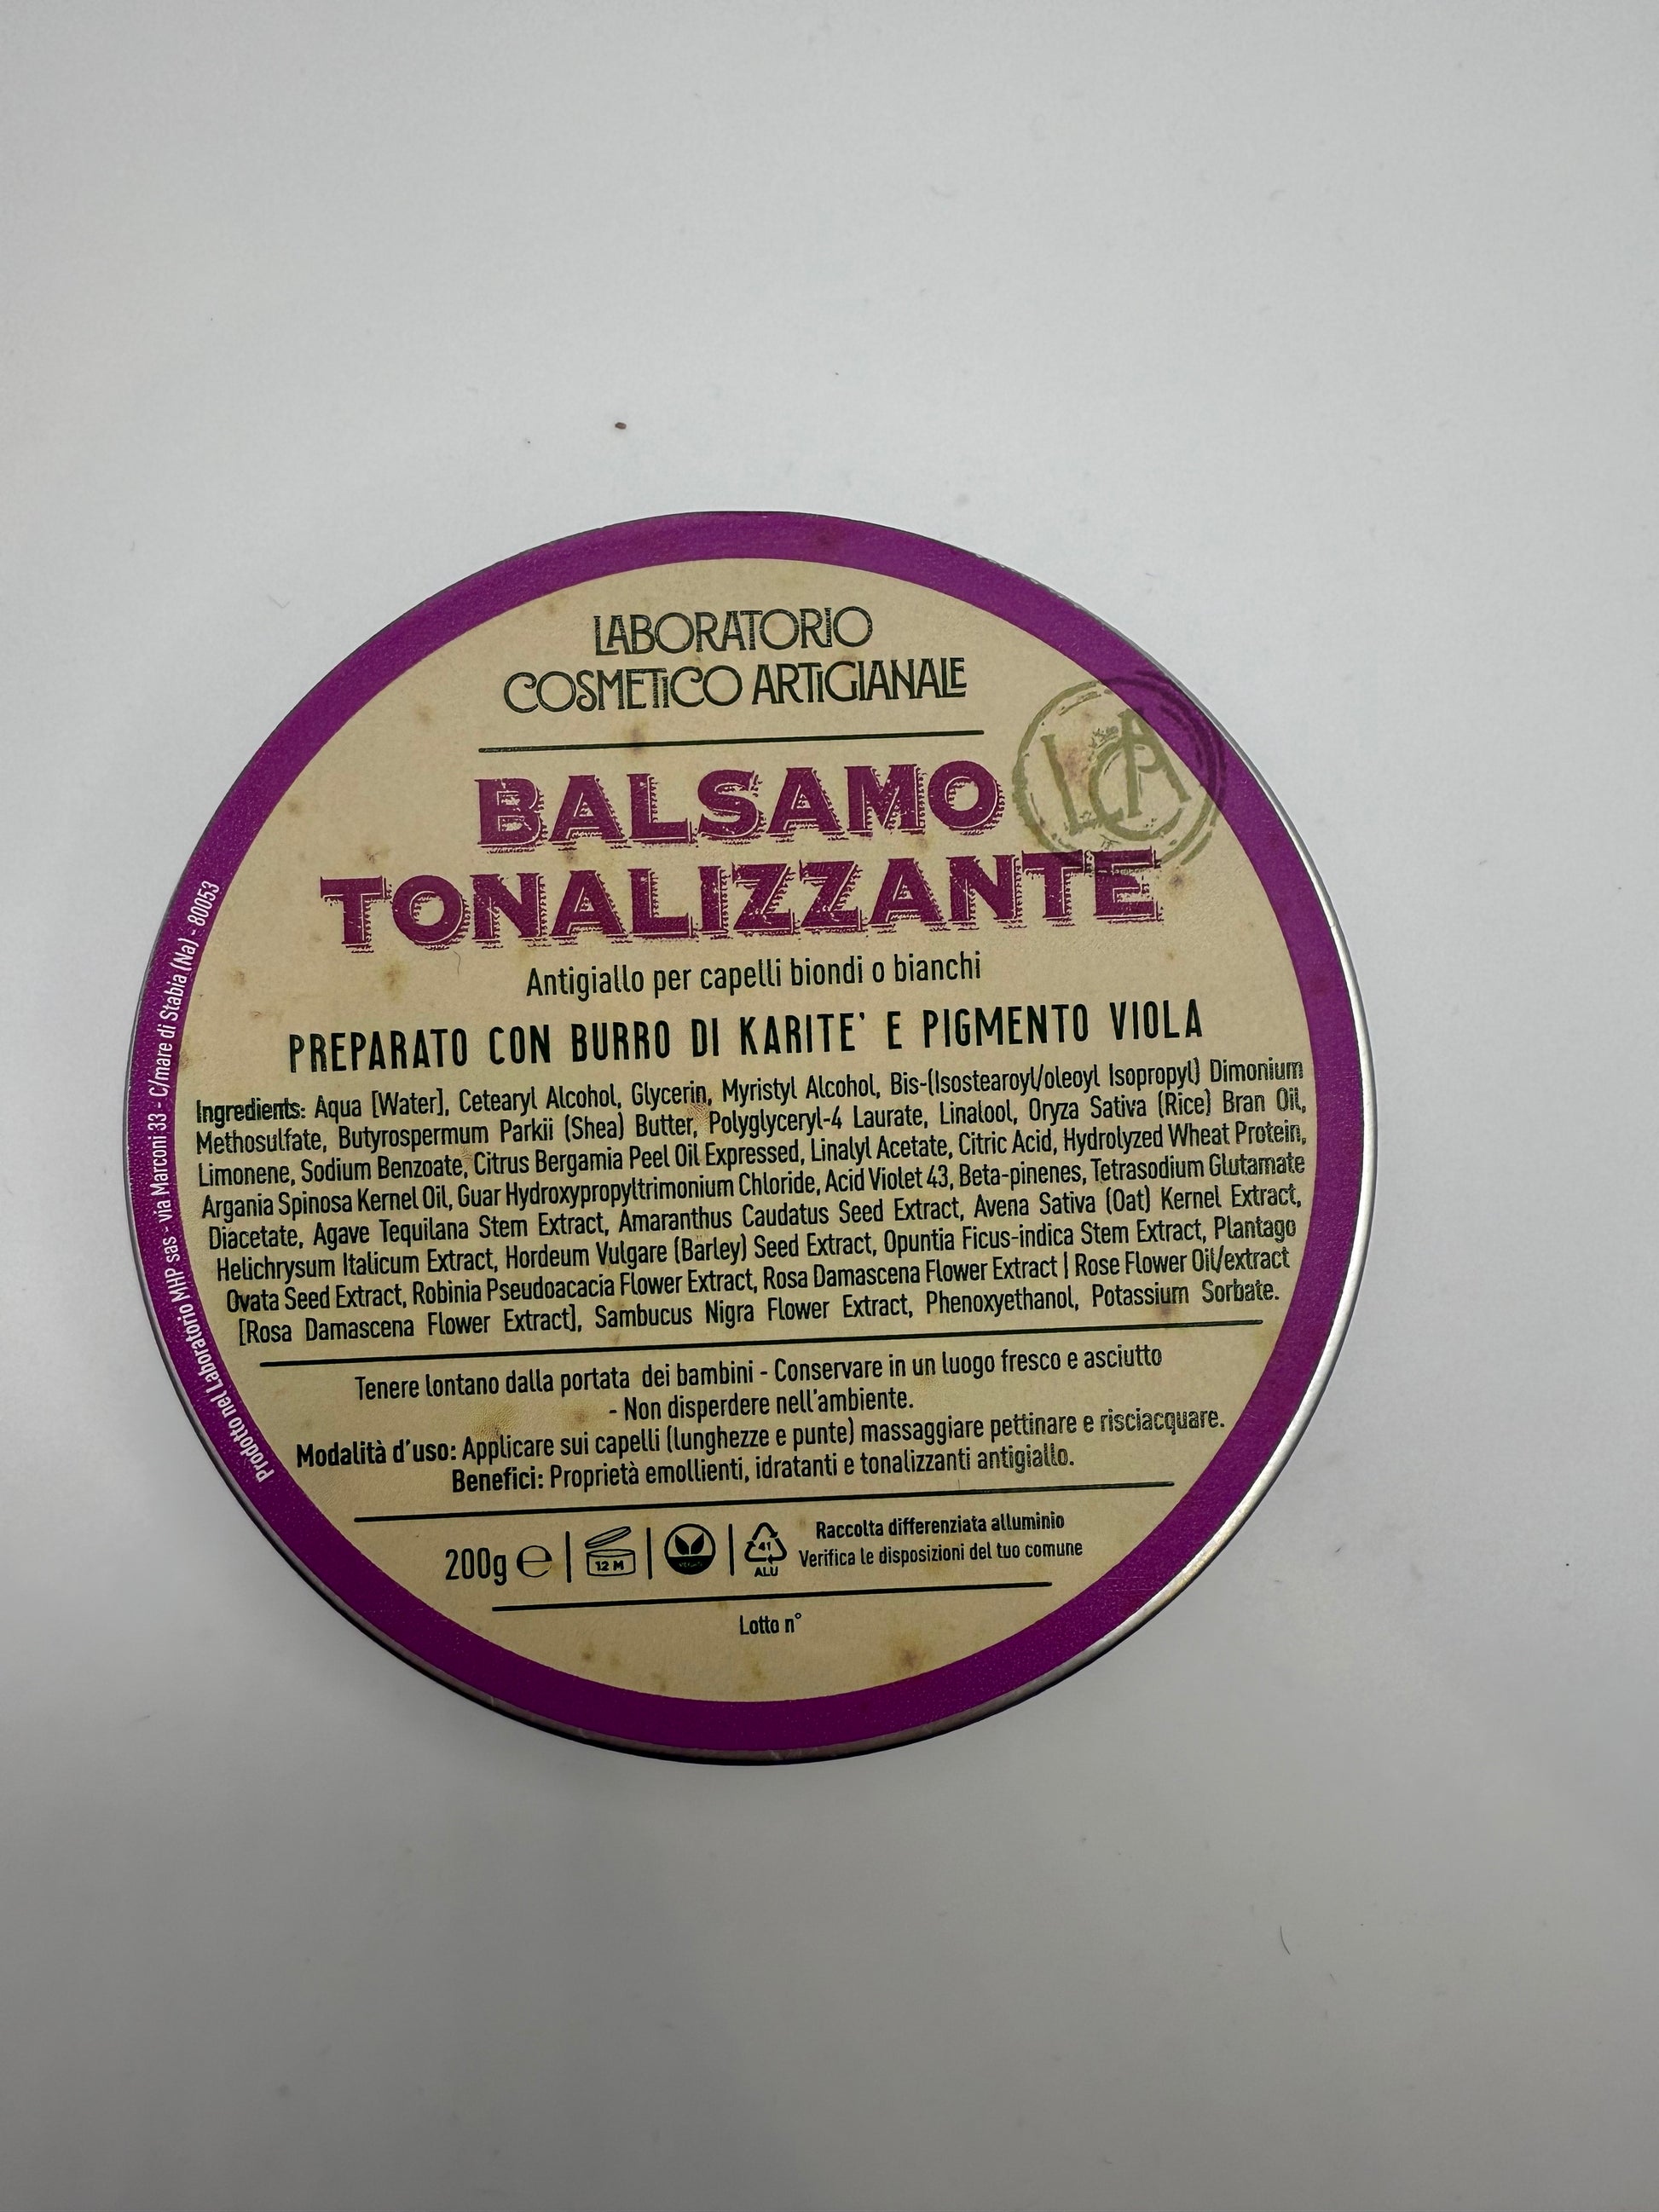 LABORATORIO
COSMETICO ARTIGIANALE
LCA
BALSAMO
TONALIZZANTE
Antigiallo per capelli biondi o bianchi
PREPARATO CON BURRO DI KARITE' E PIGMENTO VIOLA
Ingredients: Aqua [Water], Cetearyl Alcohol, Glycerin, Myristyl Alcohol, Bis-(Isostearoyl/oleoyl Isopropyl) Dimonium
Methosulfate, Butyrospermum Parkii (Shea) Butter, Polyglyceryl-4 Laurate, Linalool, Oryza Sativa (Rice) Bran Oil,
Limonene, Sodium Benzoate, Citrus Bergamia Peel Oil Expressed, Linalyl Acetate, Citric Acid, Hydrolyzed Wheat Protein,
Argania Spinosa Kernel Oil, Guar Hydroxypropyltrimonium Chloride, Acid Violet 43, Beta-pinenes, Tetrasodium Glutamate
Diacetate, Agave Tequilana Stem Extract, Amaranthus Caudatus Seed Extract, Avena Sativa (Oat) Kernel Extract,
Helichrysum Italicum Extract, Hordeum Vulgare (Barley) Seed Extract, Opuntia Ficus-indica Stem Extract, Plantago
Ovata Seed Extract, Robinia Pseudoacacia Flower Extract, Rosa Damascena Flower Extract | Rose Flower Oil/extract
[Rosa Damascena Flower Extract], Sambucus Nigra Flower Extract, Phenoxyethanol, Potassium Sorbate.
Tenere lontano dalla portata dei bambini - Conservare in un luogo fresco e asciutto
- Non disperdere nell'ambiente.
Modalità d'uso: Applicare sui capelli (lunghezze e punte) massaggiare pettinare e risciacquare.
Benefici: Proprietà emollienti, idratanti e tonalizzanti antigiallo.
200g e 12 M VEGAN 41 ALU
Raccolta differenziata alluminio
Verifica le disposizioni del tuo comune
Lotto n°
Prodotto nel Laboratorio MHP sas - via Marconi 33 - C/mare di Stabia (Na) - 80053